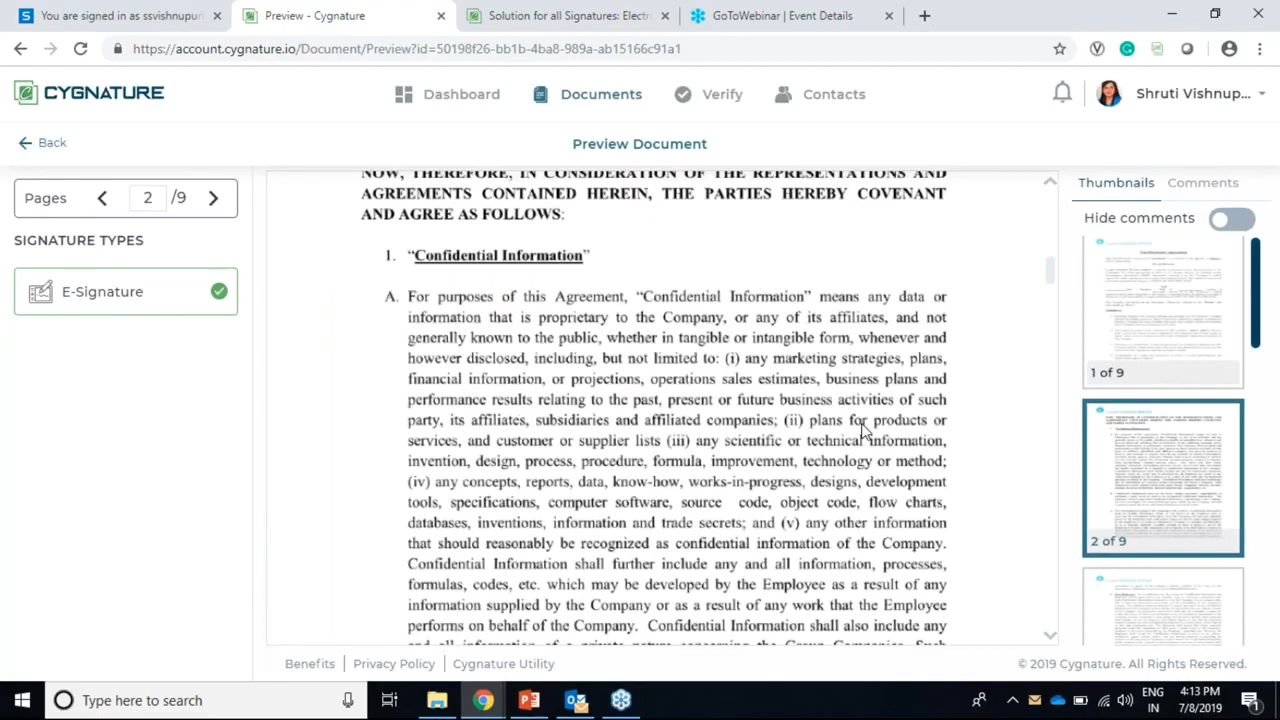 You are signed in as ssvishnupur
Preview - Cygnature
Solution for all Signatures: Electr
GoToWebinar | Event Details
https://account.cygnature.io/Document/Preview?id=50198f26-bb1b-4ba8-989a-ab15166c91a1
CYGNATURE
Dashboard
Documents
Verify
Contacts
Shruti Vishnup...
Back
Preview Document
Pages 2 /9
SIGNATURE TYPES
E-Signature
NOW, THEREFORE, IN CONSIDERATION OF THE REPRESENTATIONS AND
AGREEMENTS CONTAINED HEREIN, THE PARTIES HEREBY COVENANT
AND AGREE AS FOLLOWS:
1. "Confidential Information"
A. For purposes of this Agreement, "Confidential Information" means any data or
information that is proprietary to the Company, or any of its affiliates, and not
generally known to the public, whether in tangible or intangible form, whenever and
however disclosed, including, but not limited to: (i) any marketing strategies, plans,
financial information, or projections, operations sales estimates, business plans and
performance results relating to the past, present or future business activities of such
party, its affiliates, subsidiaries and affiliated companies; (ii) plans for products or
services, and customer or supplier lists (iii) any scientific or technical information,
invention, design, process, procedure, formula, improvement, technology or method;
(iv) any concepts, reports, data, know-how, works-in-progress, designs, development
tools, specifications, computer software, source code, object code, flow charts,
databases, inventions, information and trade secrets; and (v) any other information
that should reasonably be recognized as confidential information of the Company.
Confidential Information shall further include any and all information, processes,
formulas, codes, etc. which may be developed by the Employee as a result of any
information supplied by the Company or as a result of any work that the Employee
performs on behalf of the Company. Confidential Information shall also include
Thumbnails
Comments
Hide comments
1 of 9
2 of 9
Benefits | Privacy Policy | Cygnature Utility
© 2019 Cygnature. All Rights Reserved.
Type here to search
ENG
IN
4:13 PM
7/8/2019
1